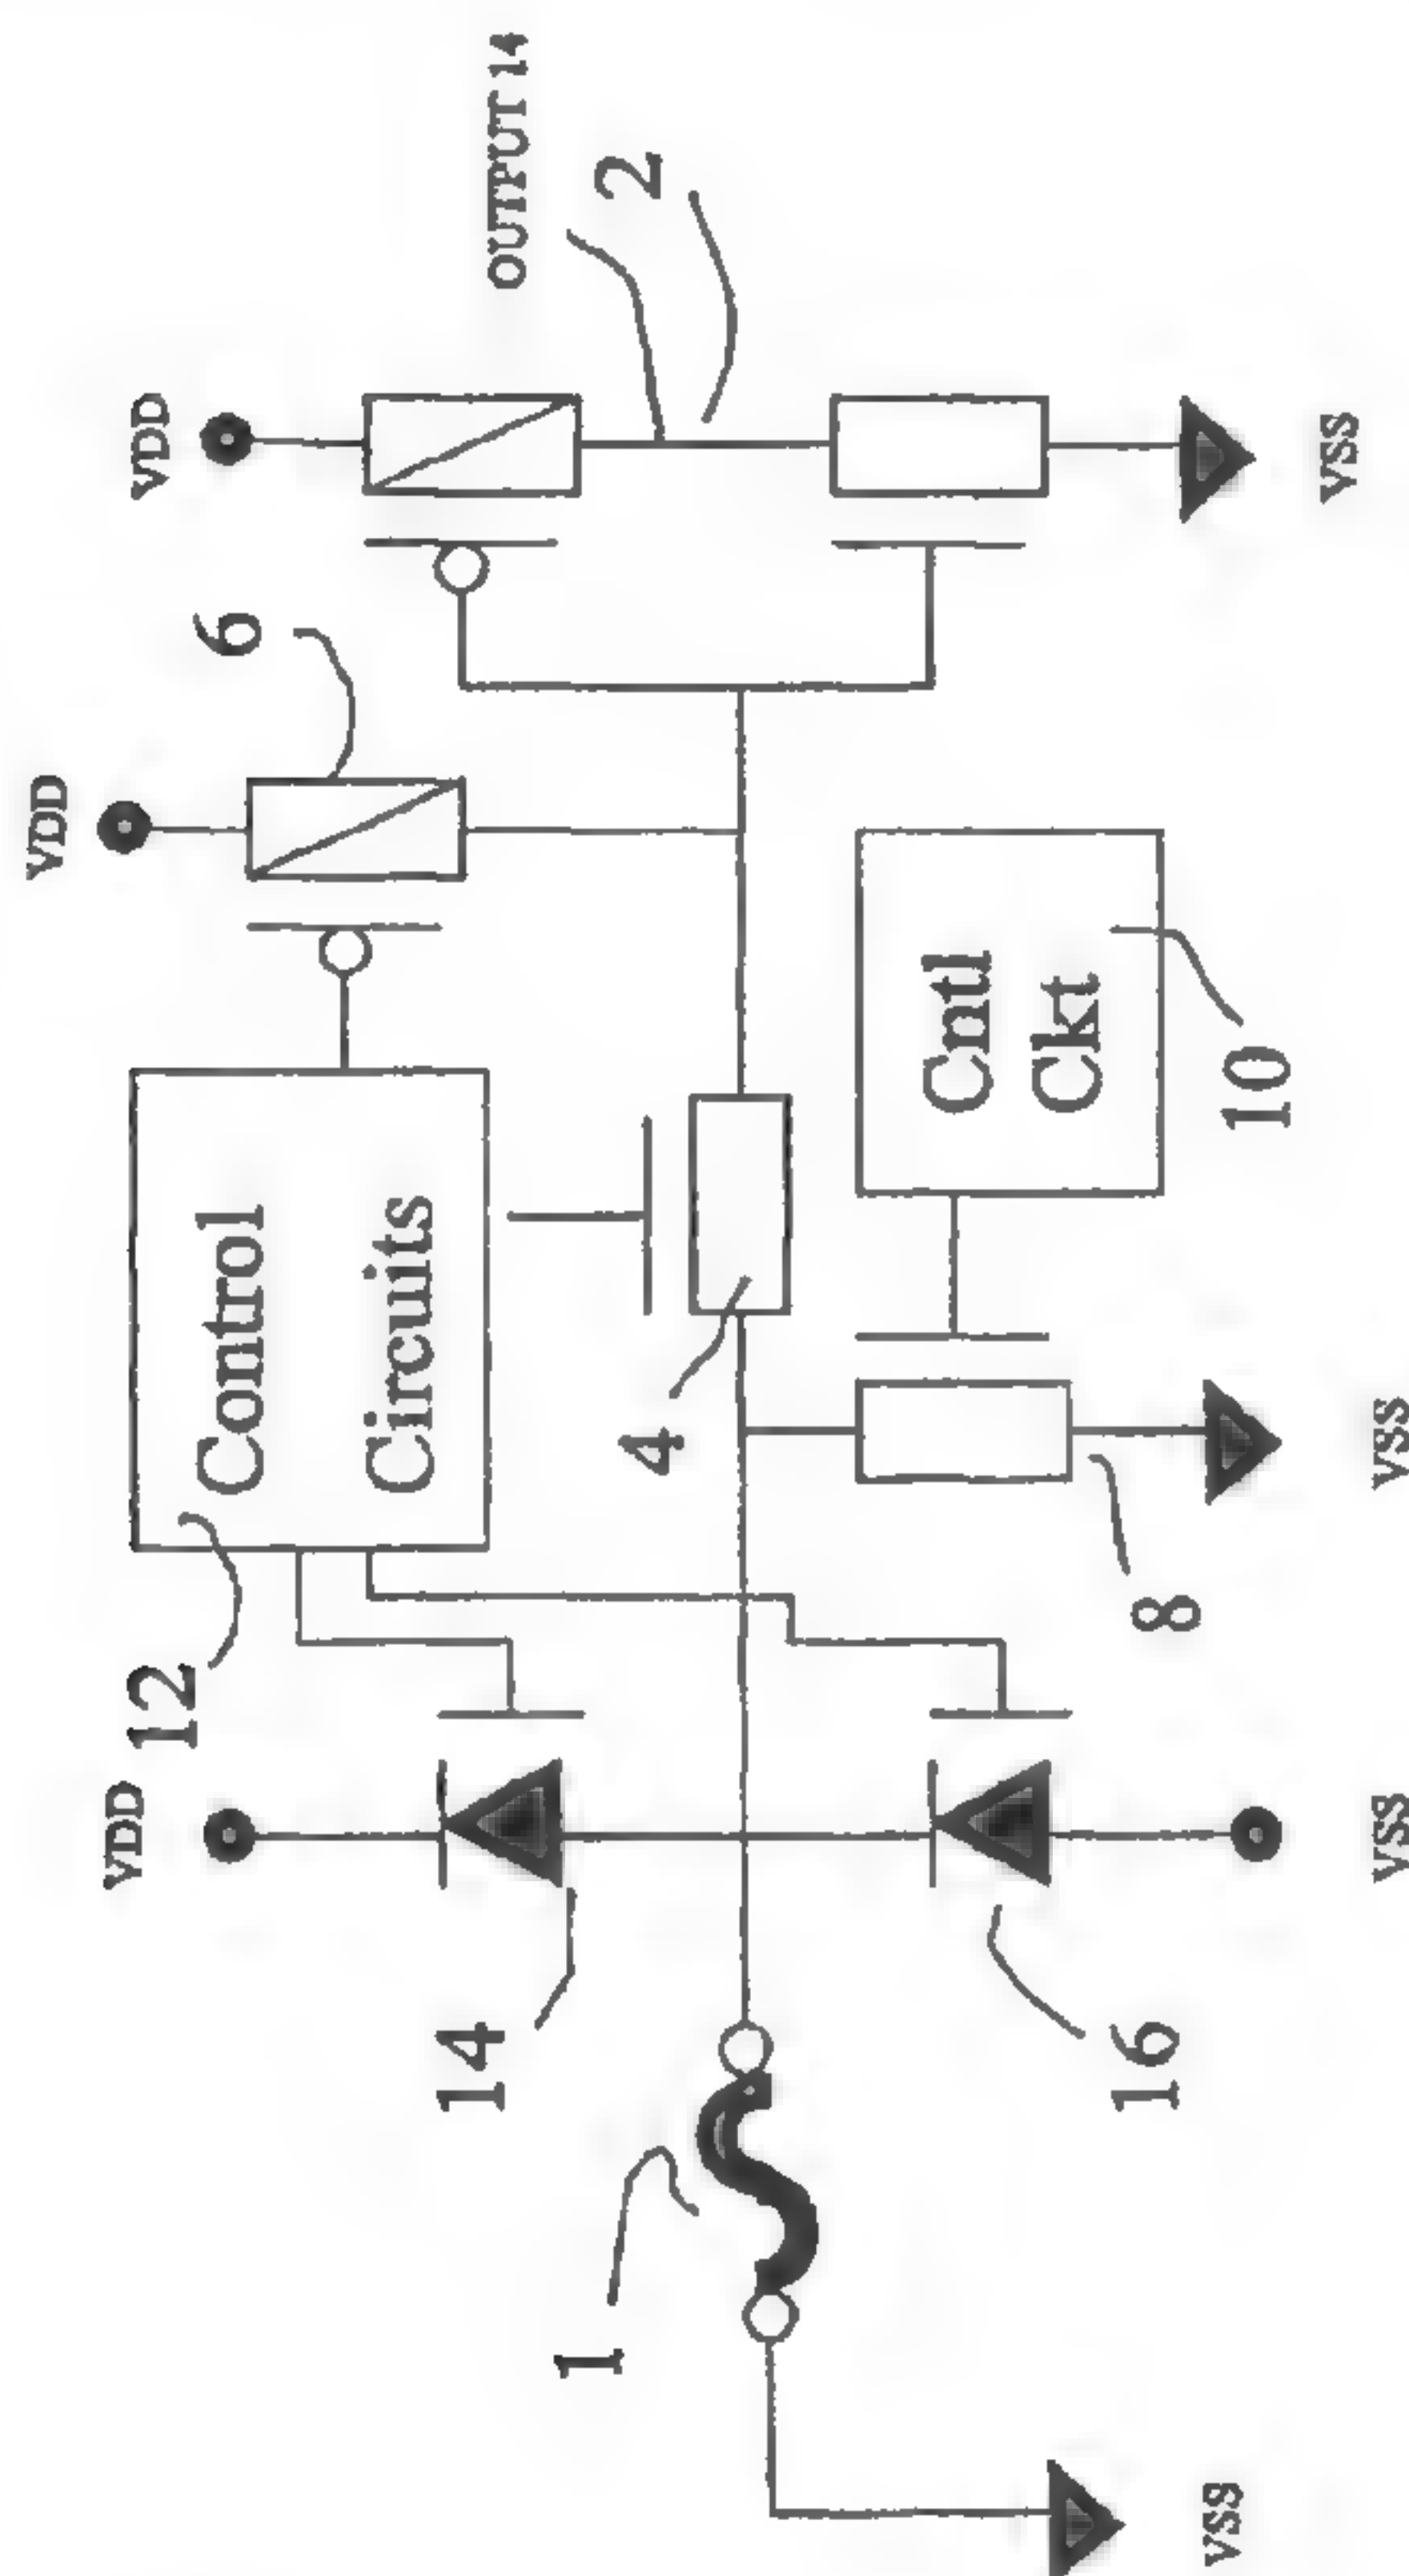 OUTPUT 14
2
VDD
VSS
6
VDD
Cntl
Ckt
10
Control
Circuits
4
VSS
8
12
VDD
VSS
14
16
1
VSS